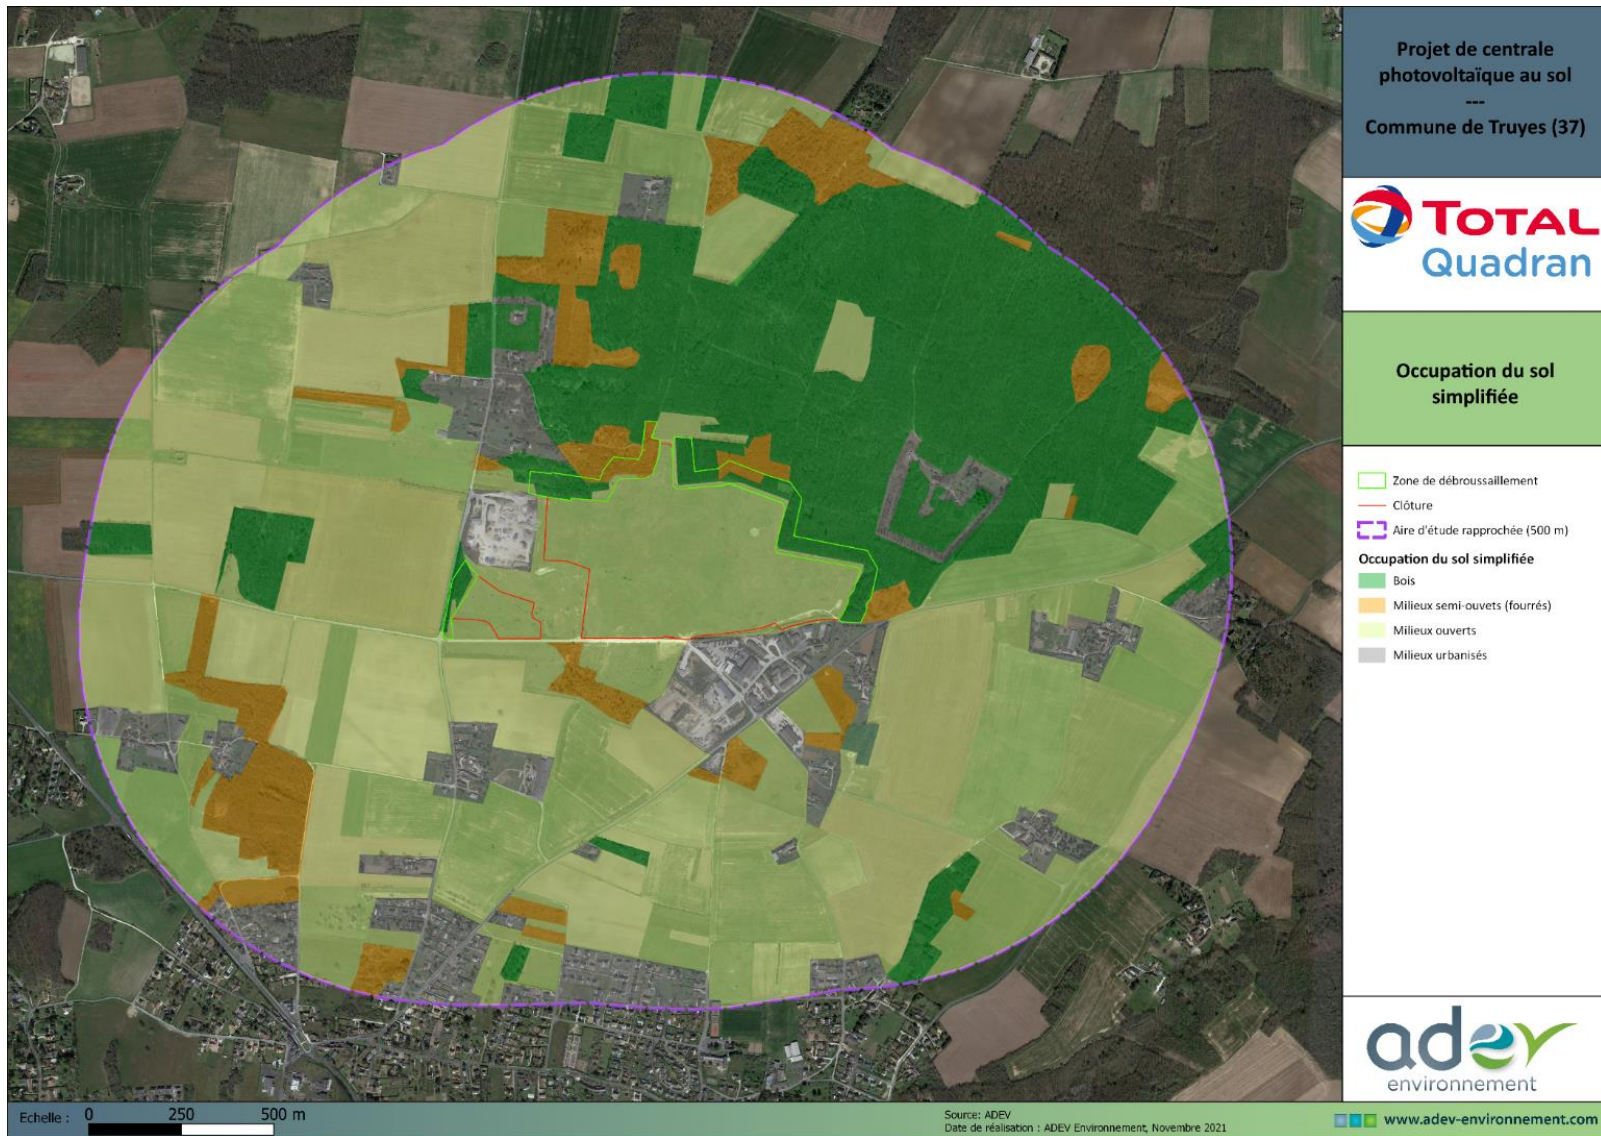 Projet de centrale
photovoltaïque au sol
---
Commune de Truyes (37)
TOTAL
Quadran
Occupation du sol
simplifiée
Zone de débroussaillement
Clôture
Aire d'étude rapprochée (500 m)
Occupation du sol simplifiée
Bois
Milieux semi-ouvets (fourrés)
Milieux ouverts
Milieux urbanisés
adev
environnement
Echelle : 0 250 500 m
Source: ADEV
Date de réalisation : ADEV Environnement, Novembre 2021
www.adev-environnement.com